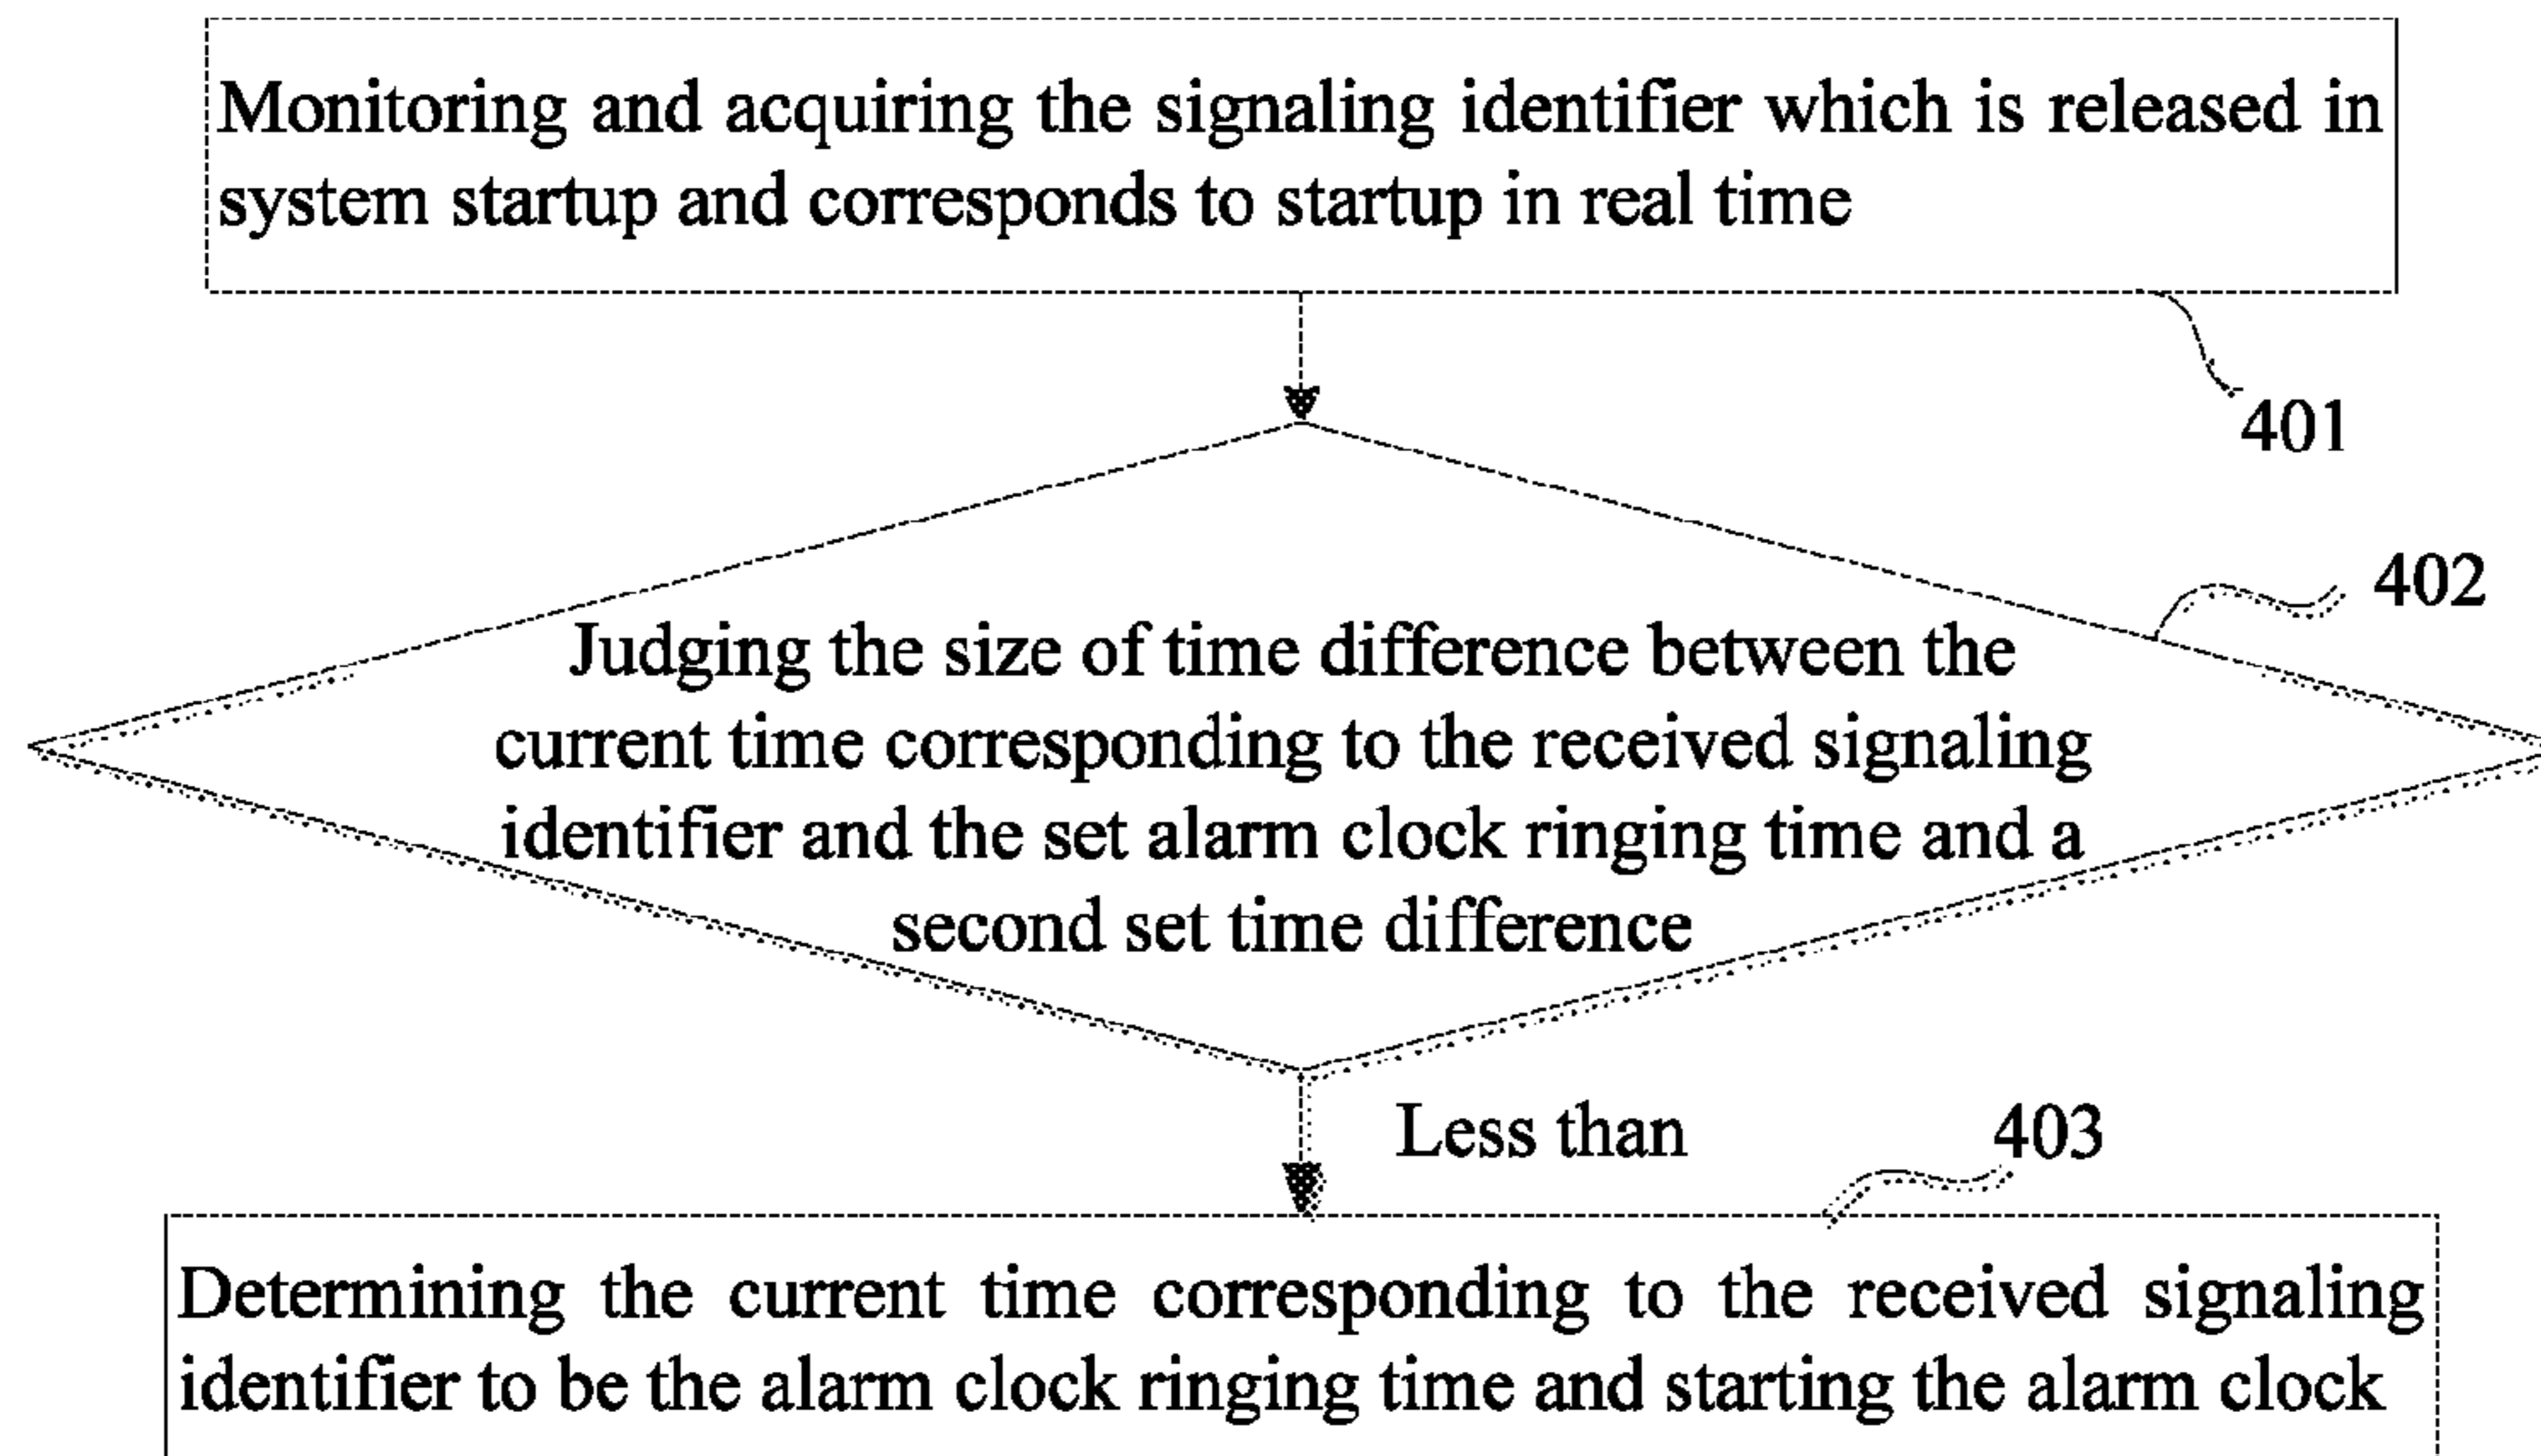 Monitoring and acquiring the signaling identifier which is released in
system startup and corresponds to startup in real time
401
402
Judging the size of time difference between the
current time corresponding to the received signaling
identifier and the set alarm clock ringing time and a
second set time difference
Less than
403
Determining the current time corresponding to the received signaling
identifier to be the alarm clock ringing time and starting the alarm clock